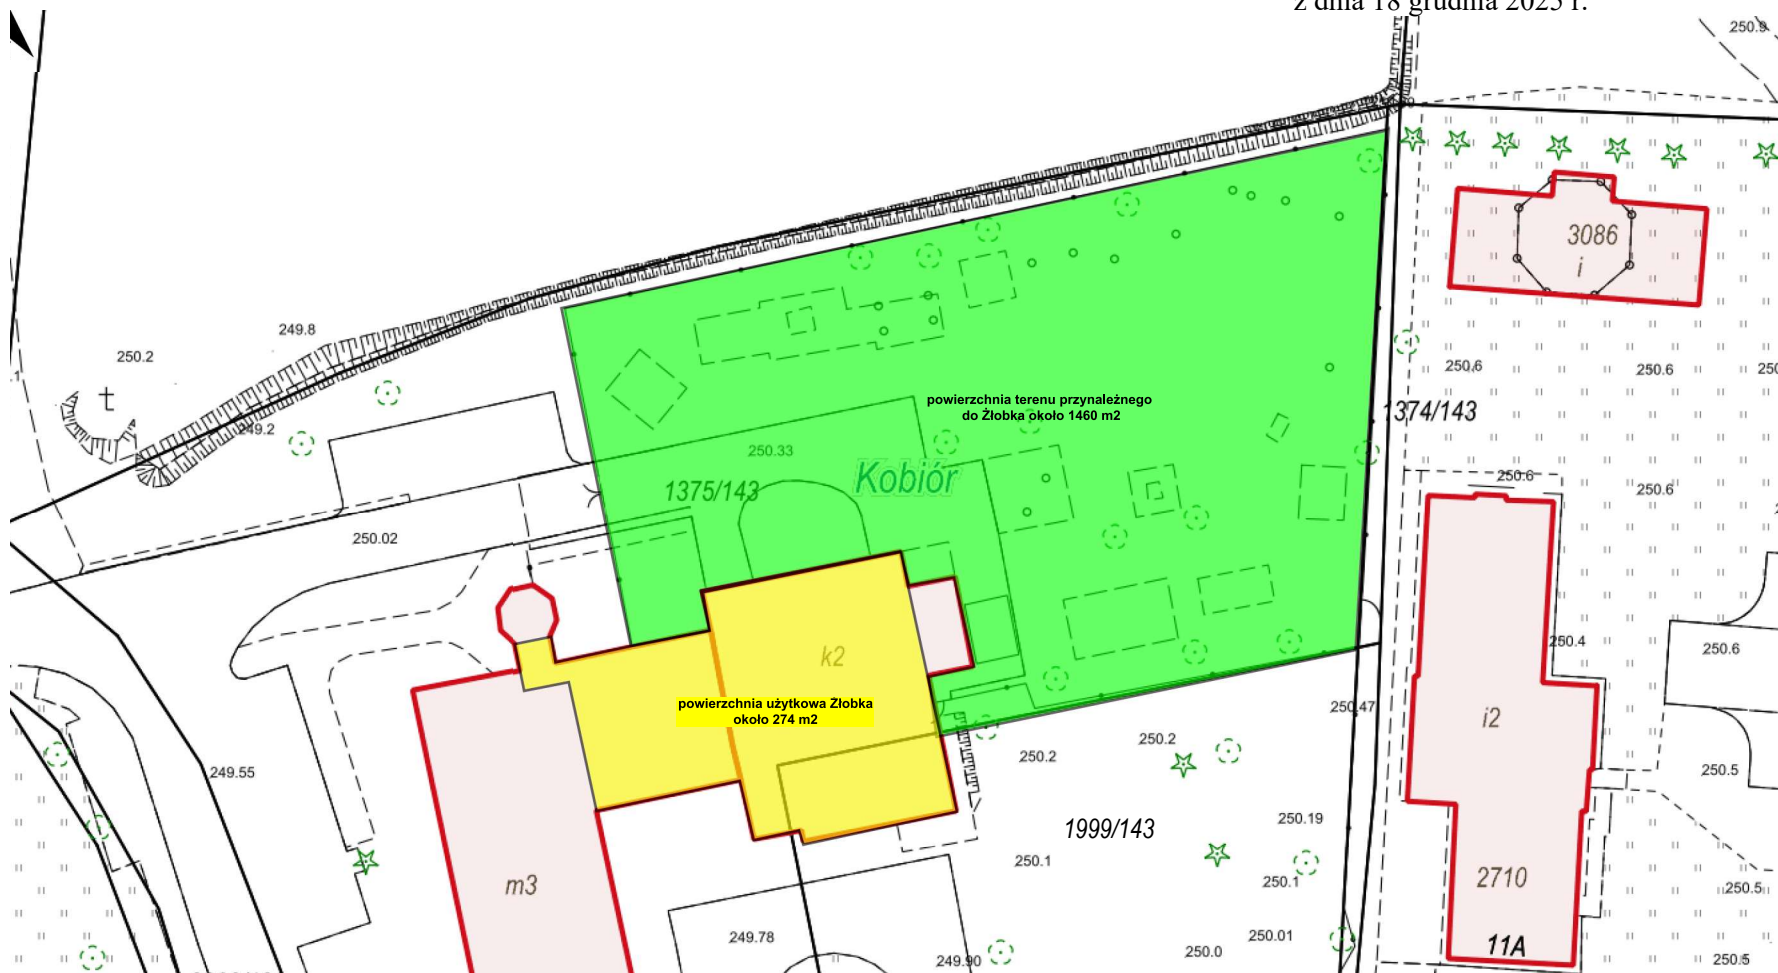 z dnia 18 grudnia 2025 r.
250.9
249.8
250.2
t
249.2
3086
i
250.6
250.6
powierzchnia terenu przynależnego
do Żłobka około 1460 m2
1374/143
250.33
Kobiór
1375/143
250.6
250.6
250.02
k2
250.4
250.6
powierzchnia użytkowa Żłobka
około 274 m2
250.47
i2
250.2
250.2
249.55
250.5
1999/143
250.19
250.1
250.1
m3
2710
250.5
249.78
250.01
250.0
11A
249.90
250.5